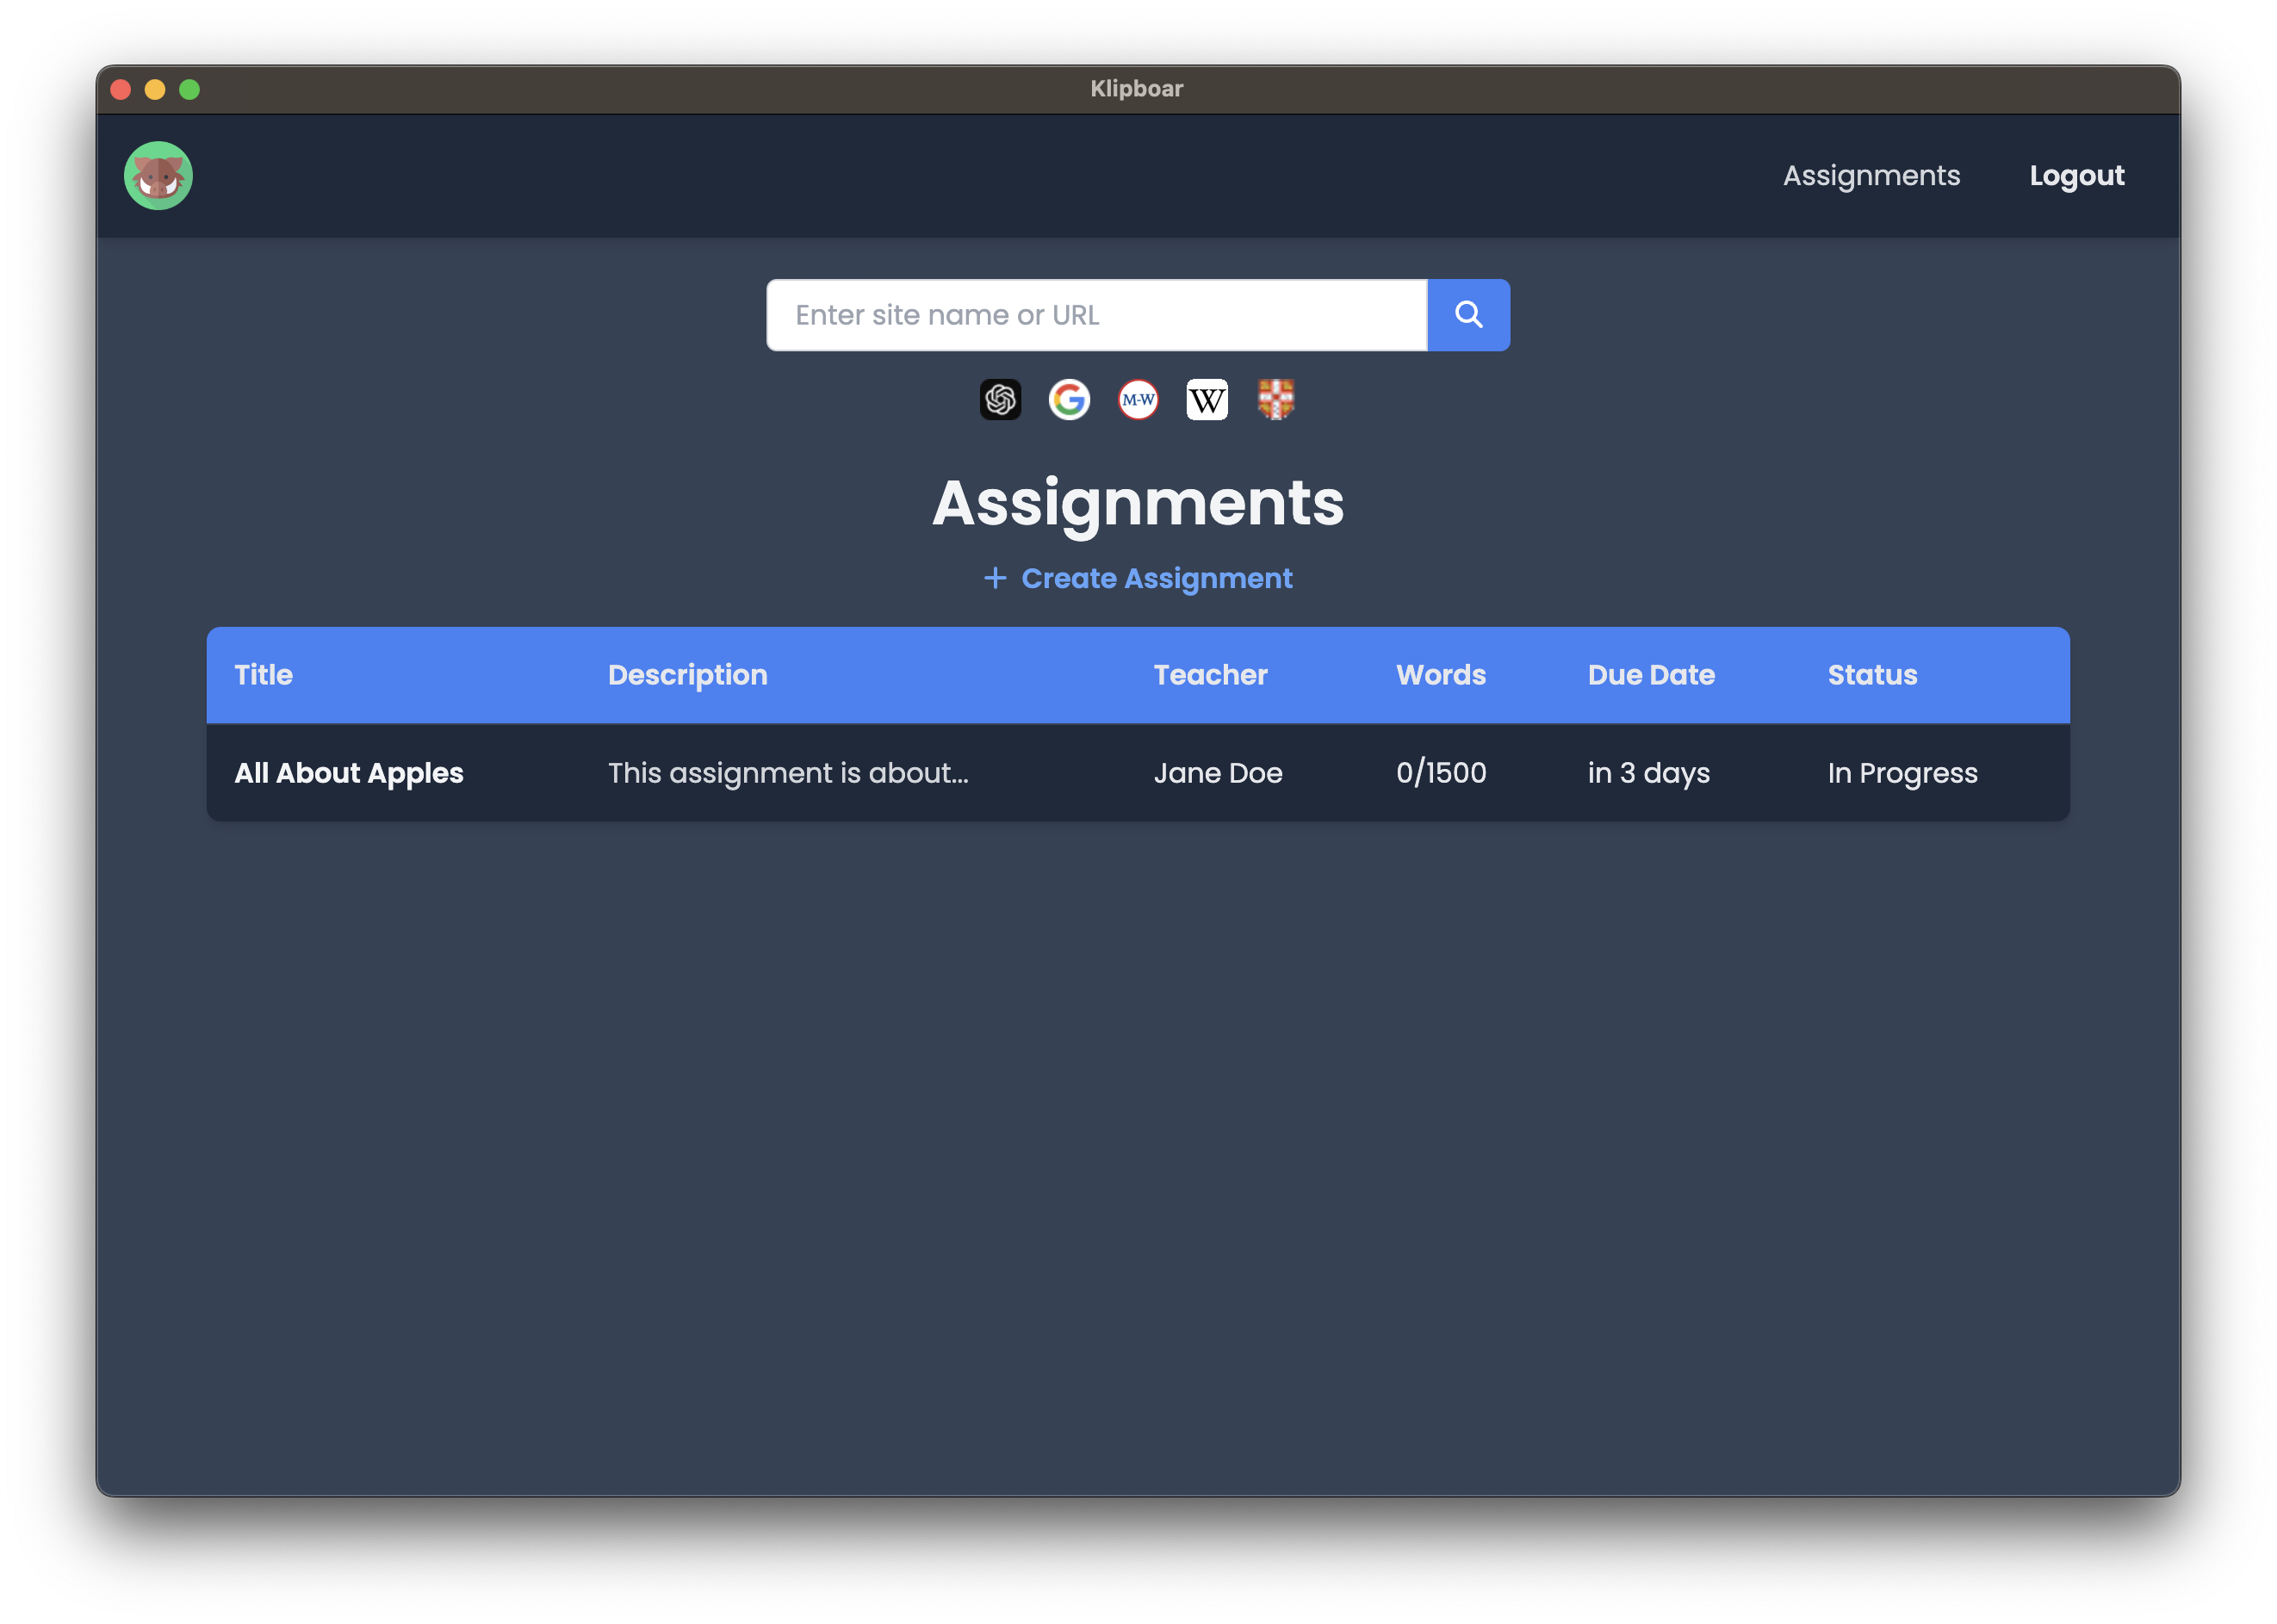 Klipboar
Assignments Logout
Enter site name or URL
M-W W
Assignments
+ Create Assignment
Title Description Teacher Words Due Date Status
All About Apples This assignment is about... Jane Doe 0/1500 in 3 days In Progress